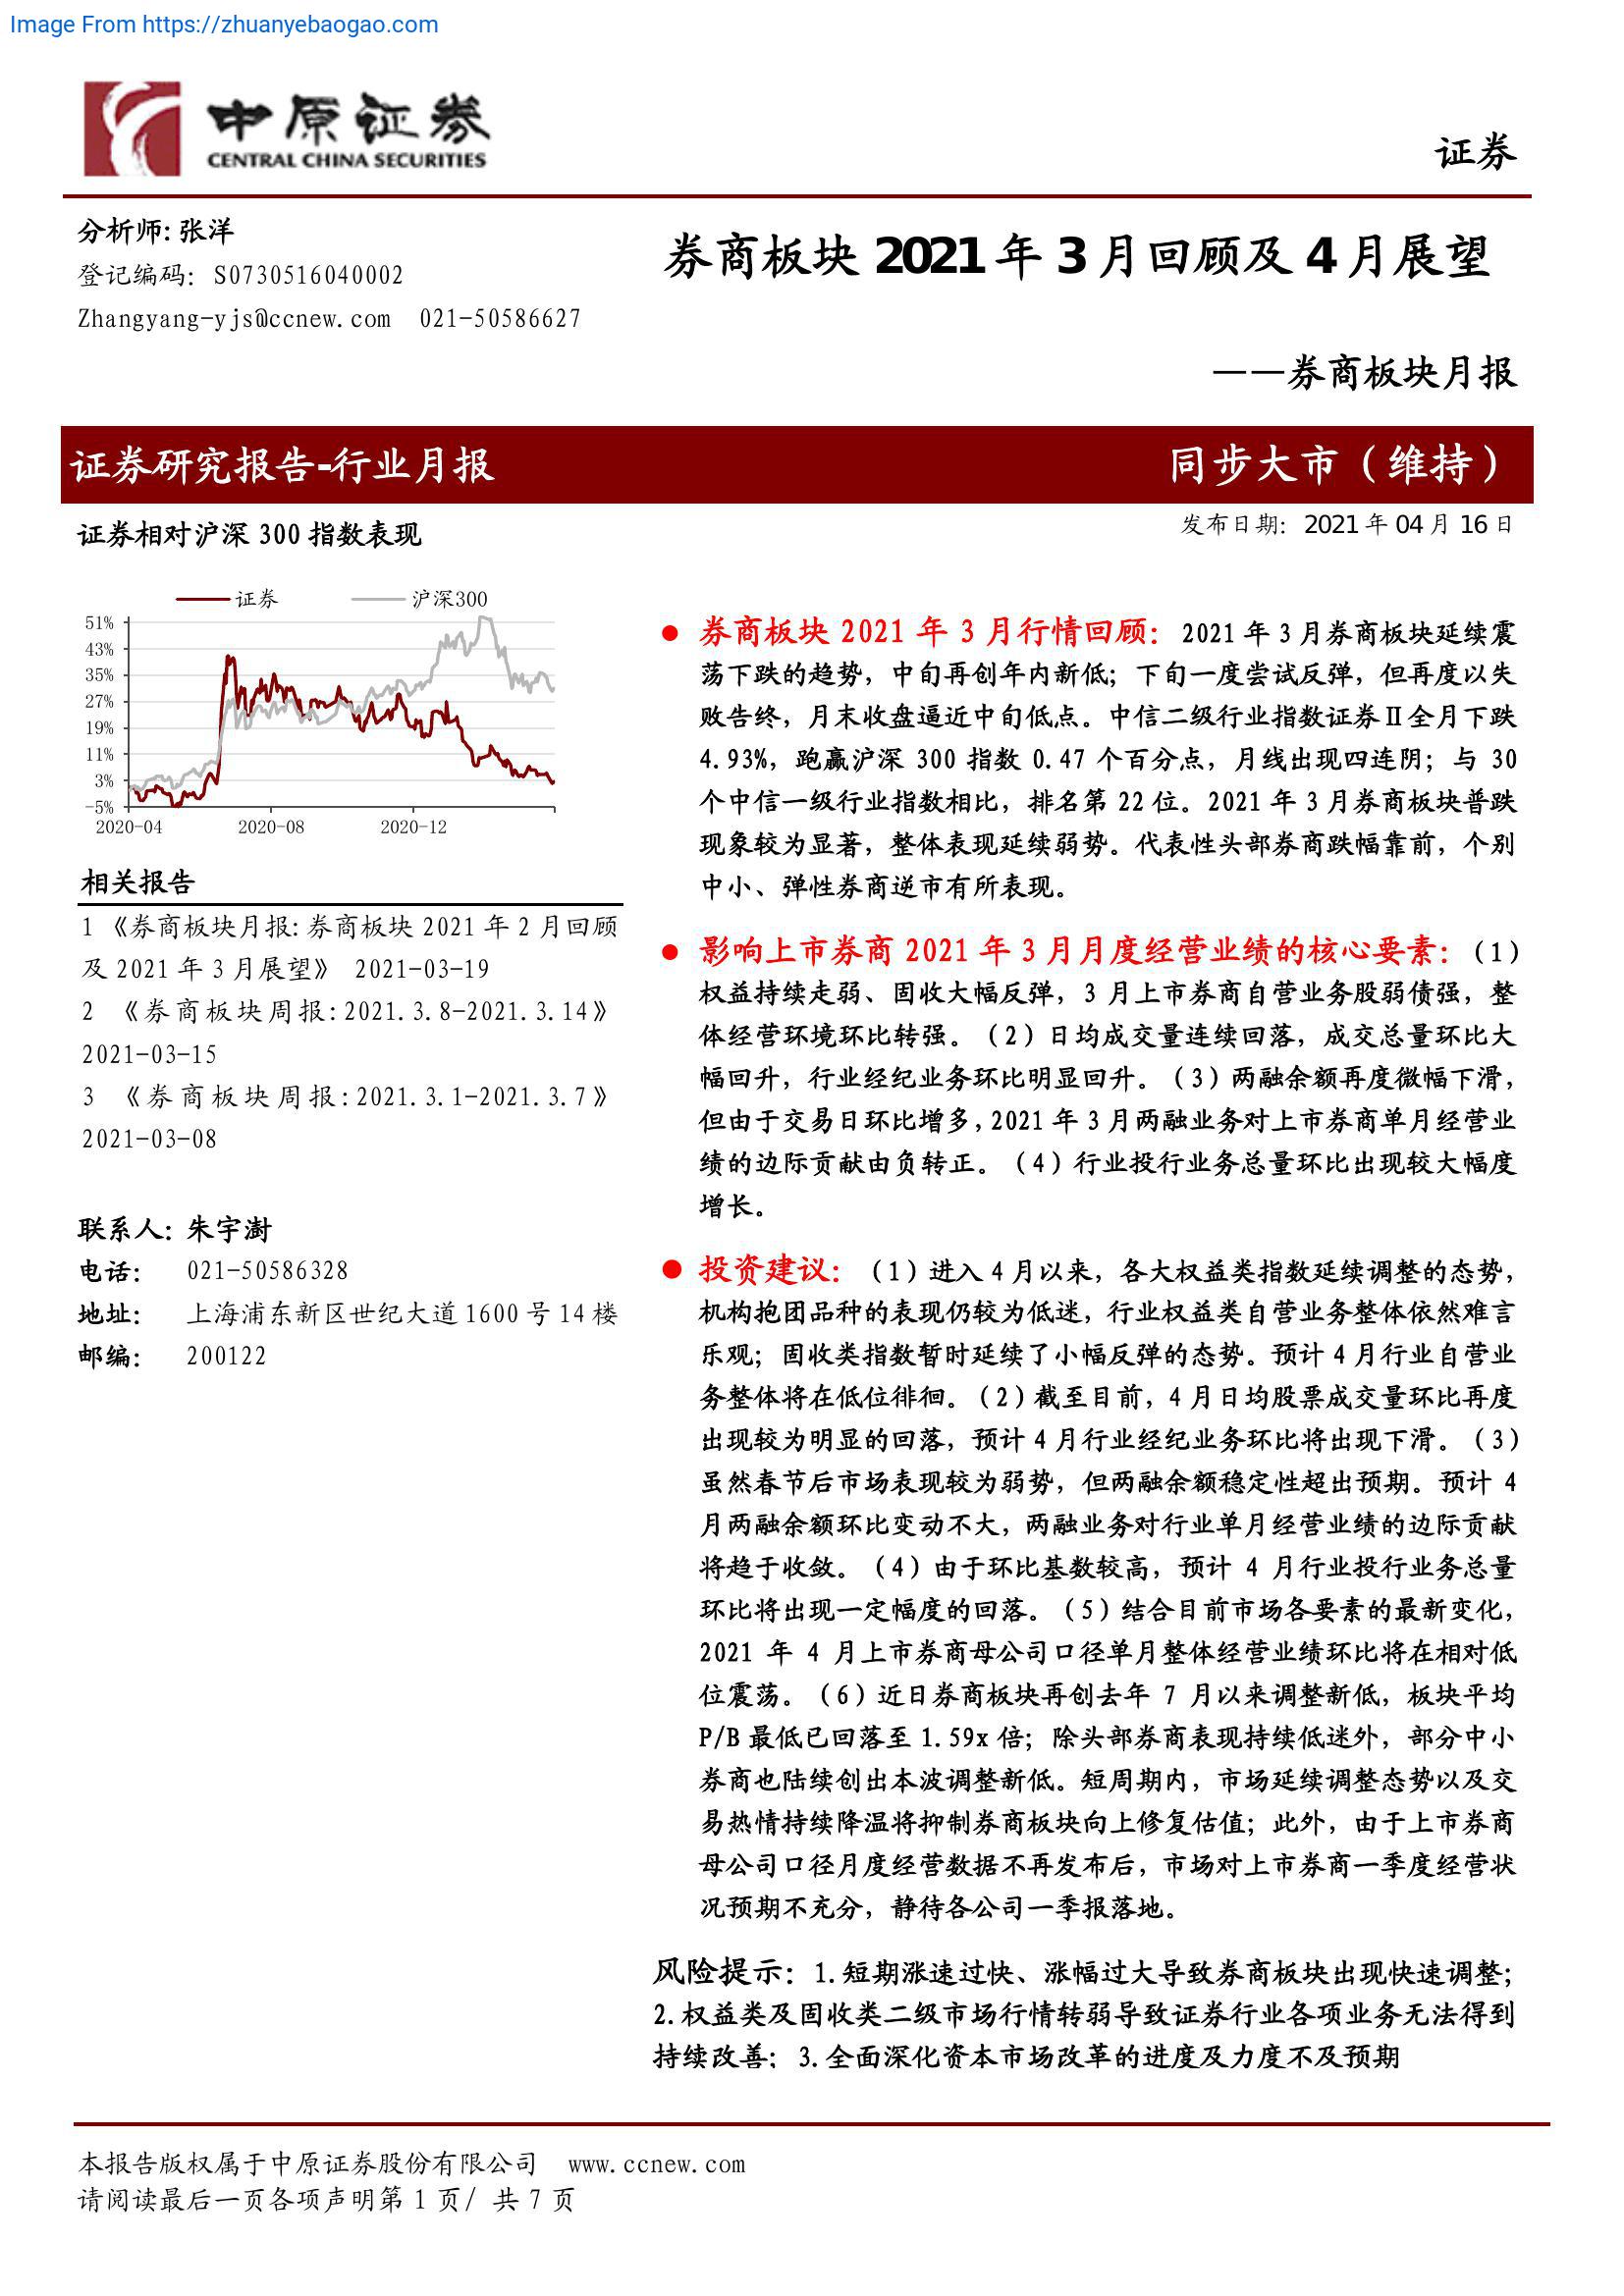 Image From https://zhuanyebaogao.com
中原证券
CENTRAL CHINA SECURITIES
证券
分析师:张洋
登记编码：S0730516040002
Zhangyang-yjs@ccnew.com 021-50586627
券商板块 2021 年 3 月回顾及 4 月展望
——券商板块月报
证券研究报告-行业月报
同步大市（维持）
证券相对沪深 300 指数表现
发布日期：2021 年 04 月 16 日
证券 沪深300
51%
43%
35%
27%
19%
11%
3%
-5%
2020-04 2020-08 2020-12
相关报告
1 《券商板块月报:券商板块 2021 年 2 月回顾
及 2021 年 3 月展望》 2021-03-19
2 《券商板块周报:2021.3.8-2021.3.14》
2021-03-15
3 《券商板块周报:2021.3.1-2021.3.7》
2021-03-08
联系人：朱宇澍
电话： 021-50586328
地址： 上海浦东新区世纪大道 1600 号 14 楼
邮编： 200122
● 券商板块 2021 年 3 月行情回顾：2021 年 3 月券商板块延续震
荡下跌的趋势，中旬再创年内新低；下旬一度尝试反弹，但再度以失
败告终，月末收盘逼近中旬低点。中信二级行业指数证券Ⅱ全月下跌
4.93%，跑赢沪深 300 指数 0.47 个百分点，月线出现四连阴；与 30
个中信一级行业指数相比，排名第 22 位。2021 年 3 月券商板块普跌
现象较为显著，整体表现延续弱势。代表性头部券商跌幅靠前，个别
中小、弹性券商逆市有所表现。
● 影响上市券商 2021 年 3 月月度经营业绩的核心要素：（1）
权益持续走弱、固收大幅反弹，3 月上市券商自营业务股弱债强，整
体经营环境环比转强。（2）日均成交量连续回落，成交总量环比大
幅回升，行业经纪业务环比明显回升。（3）两融余额再度微幅下滑，
但由于交易日环比增多，2021 年 3 月两融业务对上市券商单月经营业
绩的边际贡献由负转正。（4）行业投行业务总量环比出现较大幅度
增长。
● 投资建议：（1）进入 4 月以来，各大权益类指数延续调整的态势，
机构抱团品种的表现仍较为低迷，行业权益类自营业务整体依然难言
乐观；固收类指数暂时延续了小幅反弹的态势。预计 4 月行业自营业
务整体将在低位徘徊。（2）截至目前，4 月日均股票成交量环比再度
出现较为明显的回落，预计 4 月行业经纪业务环比将出现下滑。（3）
虽然春节后市场表现较为弱势，但两融余额稳定性超出预期。预计 4
月两融余额环比变动不大，两融业务对行业单月经营业绩的边际贡献
将趋于收敛。（4）由于环比基数较高，预计 4 月行业投行业务总量
环比将出现一定幅度的回落。（5）结合目前市场各要素的最新变化，
2021 年 4 月上市券商母公司口径单月整体经营业绩环比将在相对低
位震荡。（6）近日券商板块再创去年 7 月以来调整新低，板块平均
P/B 最低已回落至 1.59x 倍；除头部券商表现持续低迷外，部分中小
券商也陆续创出本波调整新低。短周期内，市场延续调整态势以及交
易热情持续降温将抑制券商板块向上修复估值；此外，由于上市券商
母公司口径月度经营数据不再发布后，市场对上市券商一季度经营状
况预期不充分，静待各公司一季报落地。
风险提示：1.短期涨速过快、涨幅过大导致券商板块出现快速调整；
2.权益类及固收类二级市场行情转弱导致证券行业各项业务无法得到
持续改善；3.全面深化资本市场改革的进度及力度不及预期
本报告版权属于中原证券股份有限公司 www.ccnew.com
请阅读最后一页各项声明第 1 页/ 共 7 页